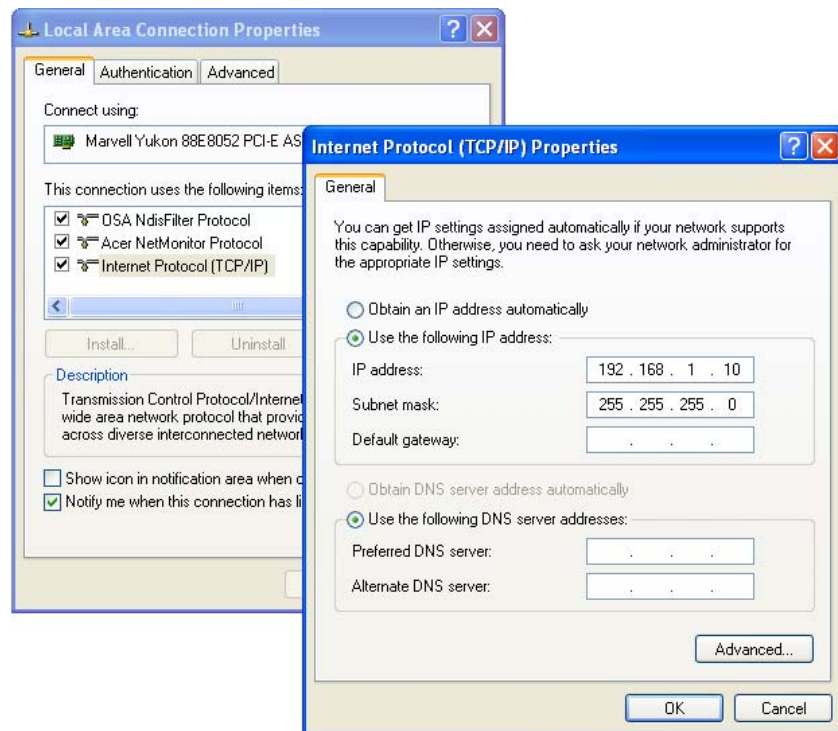 Local Area Connection Properties
General
Authentication
Advanced
Connect using:
Marvell Yukon 88E8052 PCI-E AS
This connection uses the following items:
OSA NdisFilter Protocol
Acer NetMonitor Protocol
Internet Protocol (TCP/IP)
Install...
Uninstall
Description
Transmission Control Protocol/Internet
wide area network protocol that
across diverse interconnected
Show icon in notification area when
Notify me when this connection has
Internet Protocol (TCP/IP) Properties
General
You can get IP settings assigned automatically if your network supports
this capability. Otherwise, you need to ask your network administrator for
the appropriate IP settings.
Obtain an IP address automatically
Use the following IP address:
IP address: 192 . 168 . 1 . 10
Subnet mask: 255 . 255 . 255 . 0
Default gateway: . . .
Obtain DNS server address automatically
Use the following DNS server addresses:
Preferred DNS server: . . .
Alternate DNS server: . . .
Advanced...
OK
Cancel